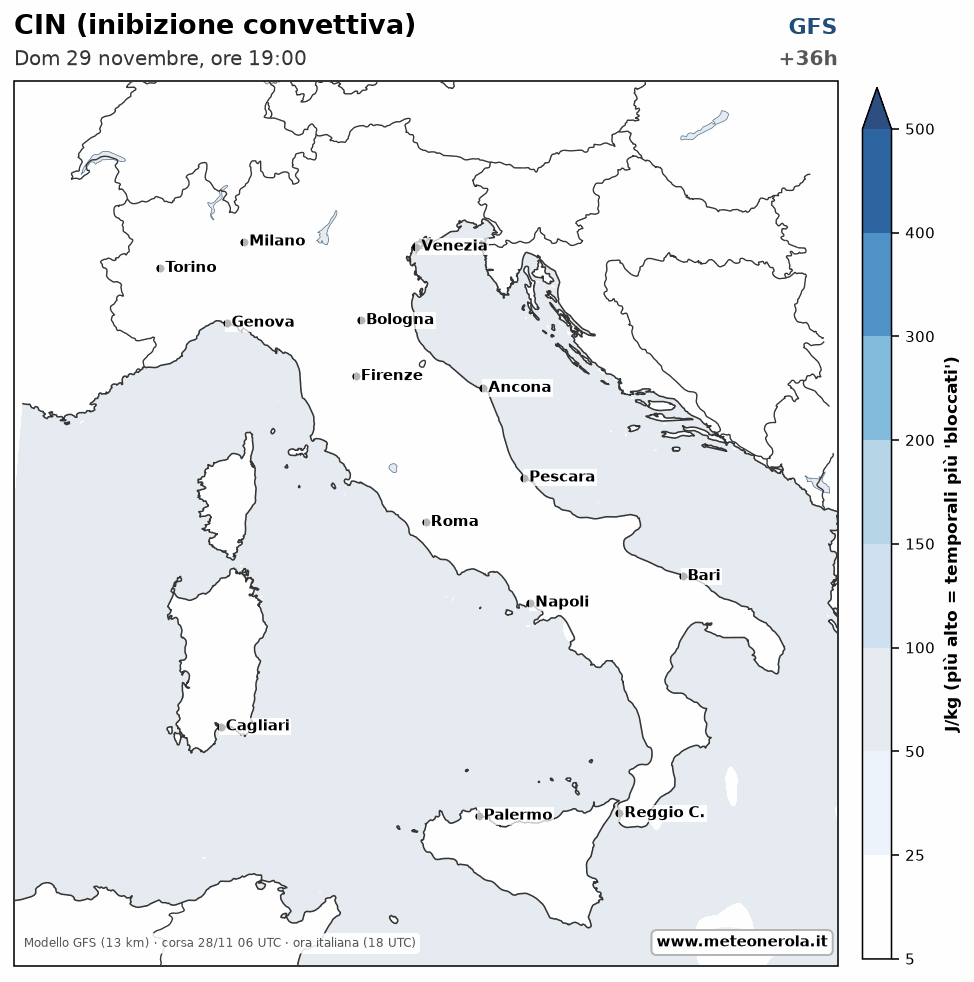 CIN (inibizione convettiva)
GFS
Dom 29 novembre, ore 19:00
+36h
Milano
Venezia
Torino
Genova
Bologna
Firenze
Ancona
Pescara
Roma
Bari
Napoli
Cagliari
Palermo
Reggio C.
500
400
300
200
150
100
50
25
5
J/kg (più alto = temporali più 'bloccati')
Modello GFS (13 km) · corsa 28/11 06 UTC · ora italiana (18 UTC)
www.meteonerola.it